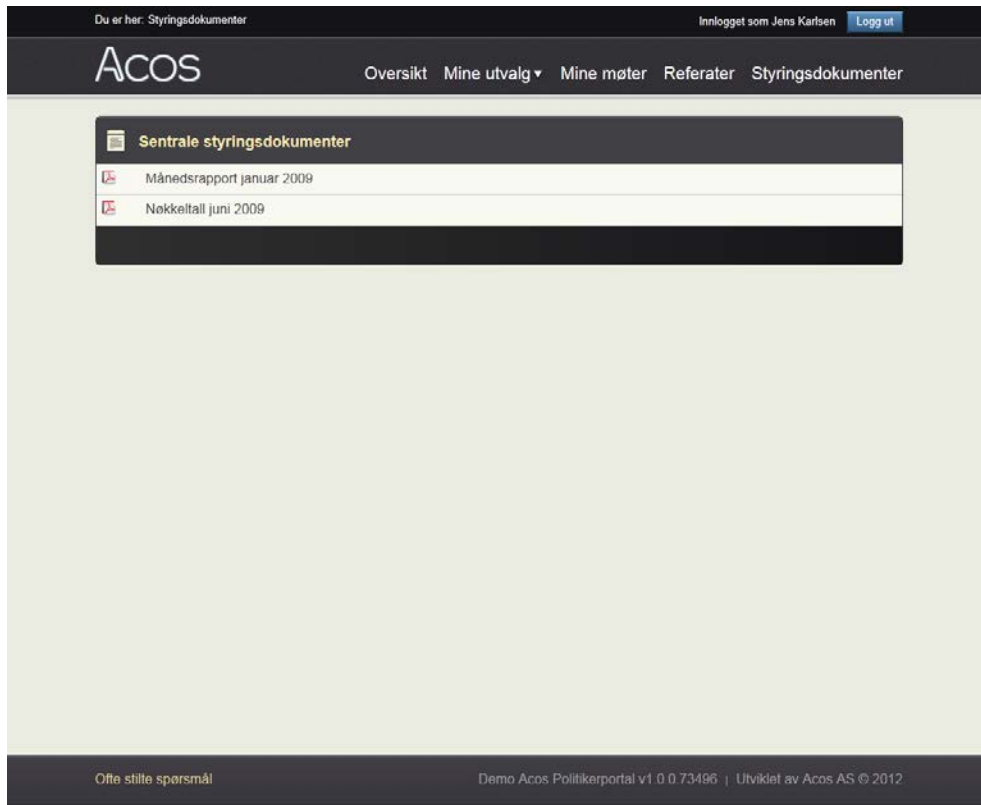 Du er her: Styringsdokumenter
Innlogget som Jens Karlsen Logg ut
Acos
Oversikt Mine utvalg ▾ Mine møter Referater Styringsdokumenter
Sentrale styringsdokumenter
Månedsrapport januar 2009
Nøkkeltall juni 2009
Ofte stilte spørsmål
Demo Acos Politikerportal v1.0.0.73496 | Utviklet av Acos AS © 2012